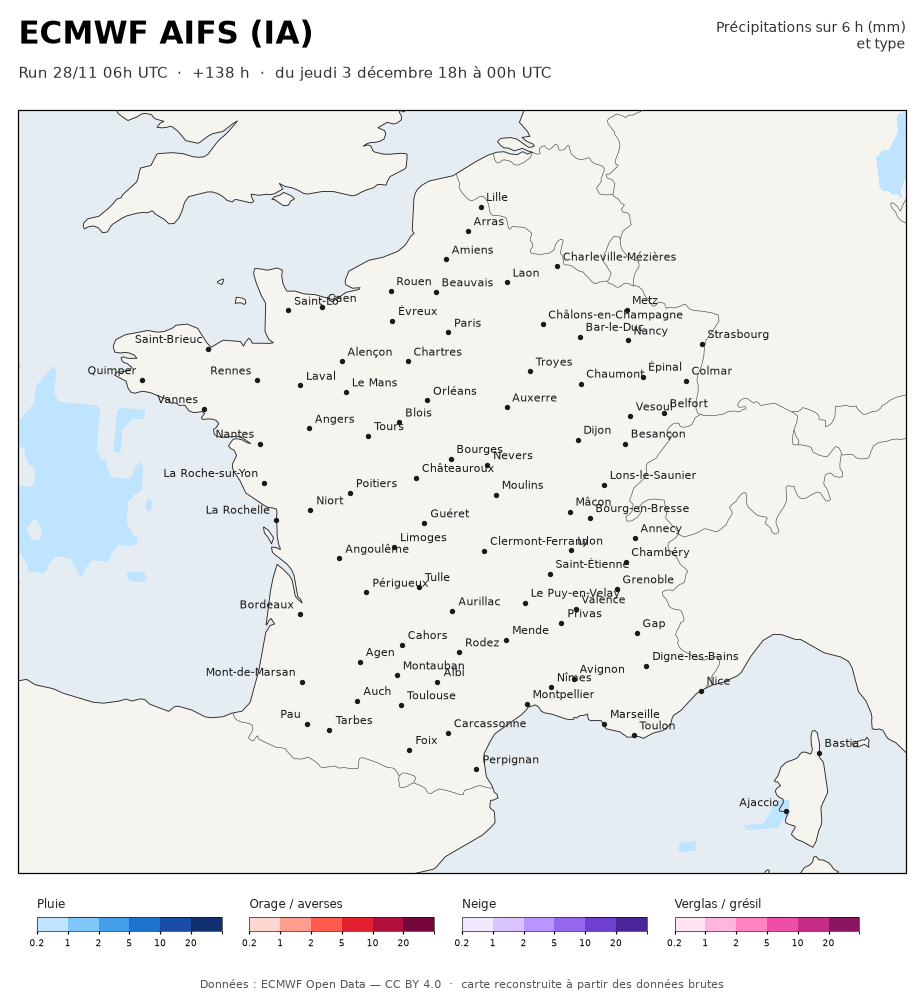 ECMWF AIFS (IA)
Précipitations sur 6 h (mm)
et type
Run 28/11 06h UTC · +138 h · du jeudi 3 décembre 18h à 00h UTC
Lille
Arras
Amiens
Charleville-Mézières
Laon
Rouen
Beauvais
Saint-Lô
Caen
Metz
Évreux
Châlons-en-Champagne
Paris
Bar-le-Duc
Nancy
Strasbourg
Saint-Brieuc
Alençon
Chartres
Troyes
Épinal
Quimper
Rennes
Laval
Le Mans
Chaumont
Colmar
Vannes
Orléans
Auxerre
Vesoul
Belfort
Angers
Blois
Tours
Nantes
Dijon
Besançon
Bourges
Nevers
La Roche-sur-Yon
Châteauroux
Lons-le-Saunier
Poitiers
Moulins
La Rochelle
Niort
Mâcon
Bourg-en-Bresse
Guéret
Annecy
Limoges
Clermont-Ferrand
Lyon
Angoulême
Chambéry
Saint-Étienne
Périgueux
Tulle
Grenoble
Le Puy-en-Velay
Valence
Bordeaux
Aurillac
Privas
Mende
Gap
Cahors
Rodez
Agen
Digne-les-Bains
Mont-de-Marsan
Montauban
Albi
Nîmes
Avignon
Nice
Auch
Toulouse
Montpellier
Pau
Tarbes
Carcassonne
Marseille
Toulon
Foix
Bastia
Perpignan
Ajaccio
Pluie
Orage / averses
Neige
Verglas / grésil
0.2 1 2 5 10 20
0.2 1 2 5 10 20
0.2 1 2 5 10 20
0.2 1 2 5 10 20
Données : ECMWF Open Data — CC BY 4.0 · carte reconstruite à partir des données brutes